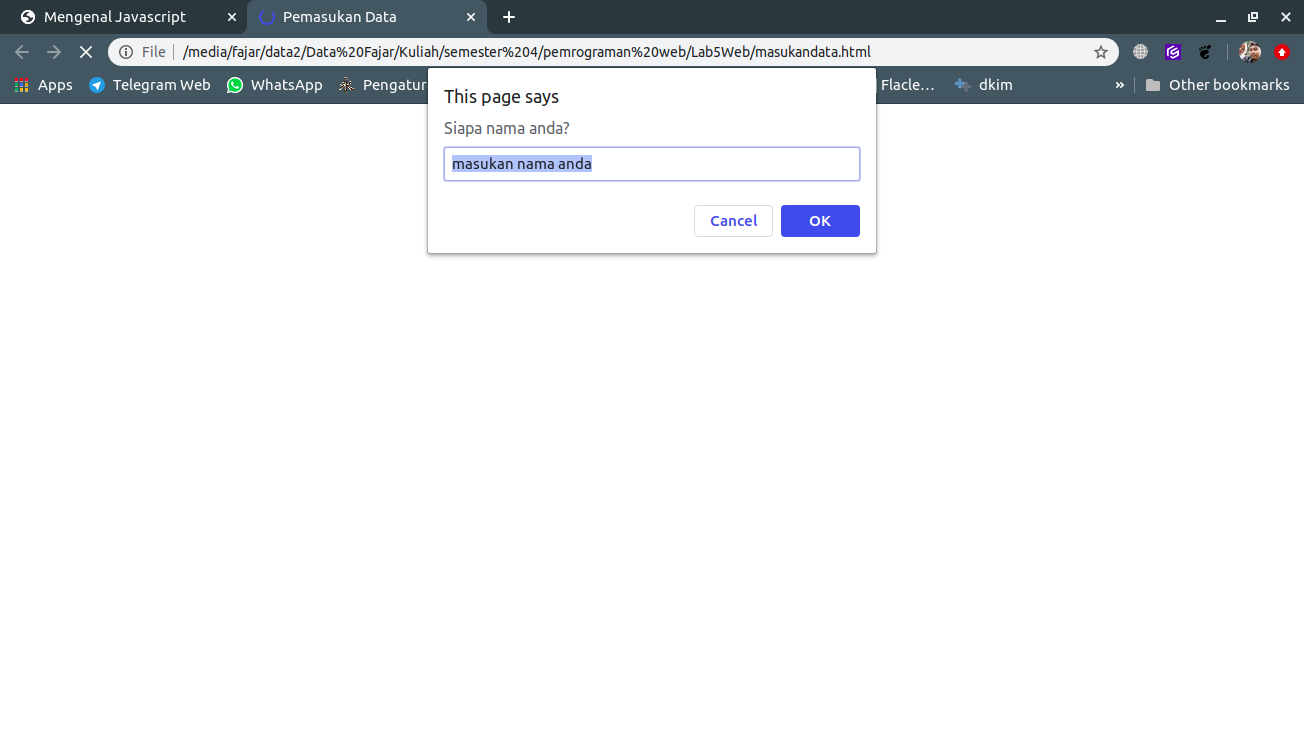 Mengenal Javascript
Pemasukan Data
File
/media/fajar/data2/Data%20Fajar/Kuliah/semester%204/pemrograman%20web/Lab5Web/masukandata.html
Apps
Telegram Web
WhatsApp
Pengatur
Flacle…
dkim
»
Other bookmarks
This page says
Siapa nama anda?
masukan nama anda
Cancel
OK